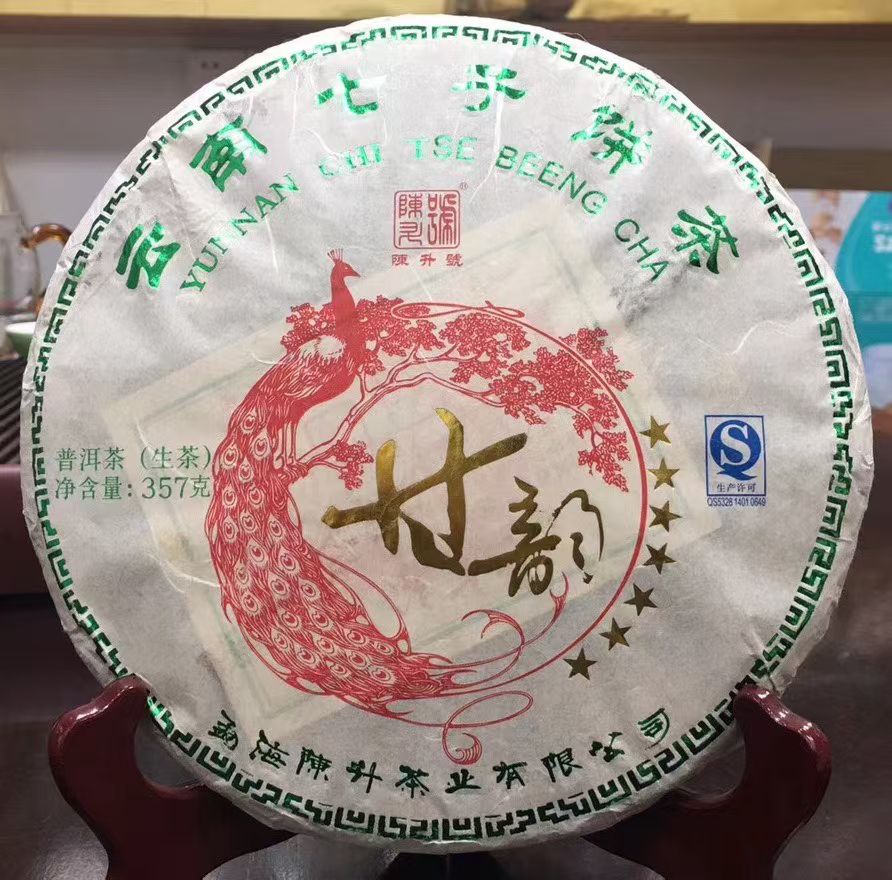 云南七子饼茶
YUNNAN CHI TSE BEENG CHA
陳升號
®
陳升號
甘韵
普洱茶（生茶）
净含量：357克
S
生产许可
QS5328 1401 0649
勐海陳升茶业有限公司